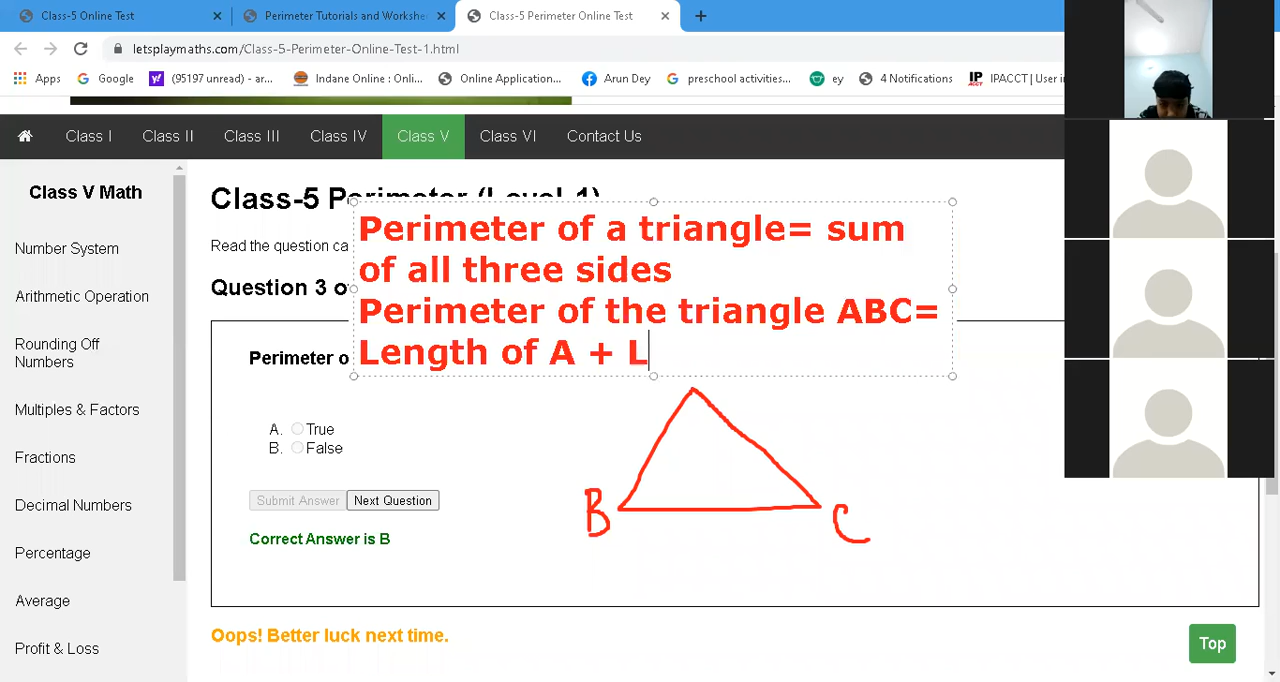 Class-5 Online Test
Perimeter Tutorials and Workshe
Class-5 Perimeter Online Test
letsplaymaths.com/Class-5-Perimeter-Online-Test-1.html
Apps
Google
(95197 unread) - ar...
Indane Online : Onli...
Online Application...
Arun Dey
preschool activities...
ey
4 Notifications
IPACCT | User in
Class I
Class II
Class III
Class IV
Class V
Class VI
Contact Us
Class V Math
Number System
Arithmetic Operation
Rounding Off
Numbers
Multiples & Factors
Fractions
Decimal Numbers
Percentage
Average
Profit & Loss
Class-5 Perimeter (Level-1)
Read the question ca
Question 3 o
Perimeter o
Perimeter of a triangle= sum
of all three sides
Perimeter of the triangle ABC=
Length of A + L
A. True
B. False
Submit Answer
Next Question
Correct Answer is B
B
C
Oops! Better luck next time.
Top